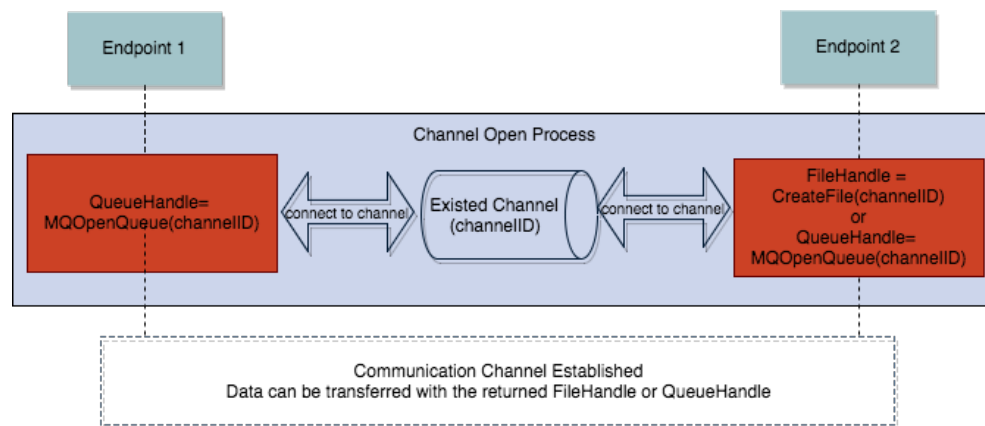 Endpoint 1
Endpoint 2
Channel Open Process
QueueHandle=
MQOpenQueue(channelID)
connect to channel
Existed Channel
(channelID)
connect to channel
FileHandle =
CreateFile(channelID)
or
QueueHandle=
MQOpenQueue(channelID)
Communication Channel Established
Data can be transferred with the returned FileHandle or QueueHandle